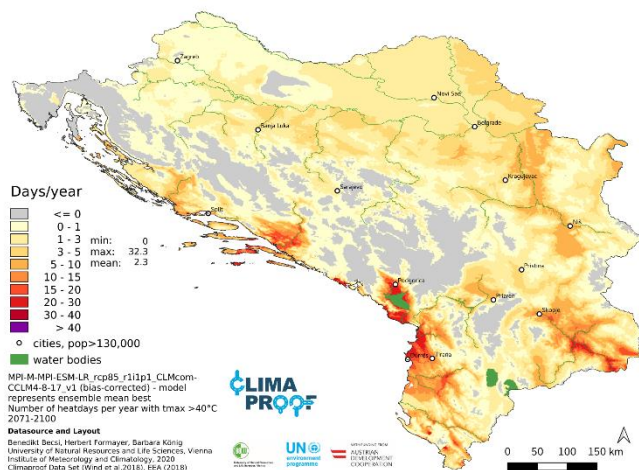 Zagreb
Novi Sad
Belgrade
Banja Luka
Kragujevac
Sarajevo
Split
Niš
Pristina
Podgorica
Prizren
Skopje
Tirana
Days/year
<= 0
0 - 1
1 - 3
3 - 5
5 - 10
10 - 15
15 - 20
20 - 30
30 - 40
> 40
min: 0
max: 32.3
mean: 2.3
cities, pop>130,000
water bodies
MPI-M-MPI-ESM-LR_rcp85_r1i1p1_CLMcom-
CCLM4-8-17_v1 (bias-corrected) - model
represents ensemble mean best
Number of heatdays per year with tmax >40°C
2071-2100
Datasource and Layout
Benedikt Becsi, Herbert Formayer, Barbara König
University of Natural Resources and Life Sciences, Vienna
Institute of Meteorology and Climatology, 2020
Climaproof Data Set (Wind et al.2018), EEA (2018)
CLIMA
PROOF
UN
environment
programme
AUSTRIAN
DEVELOPMENT
COOPERATION
0 50 100 150 km